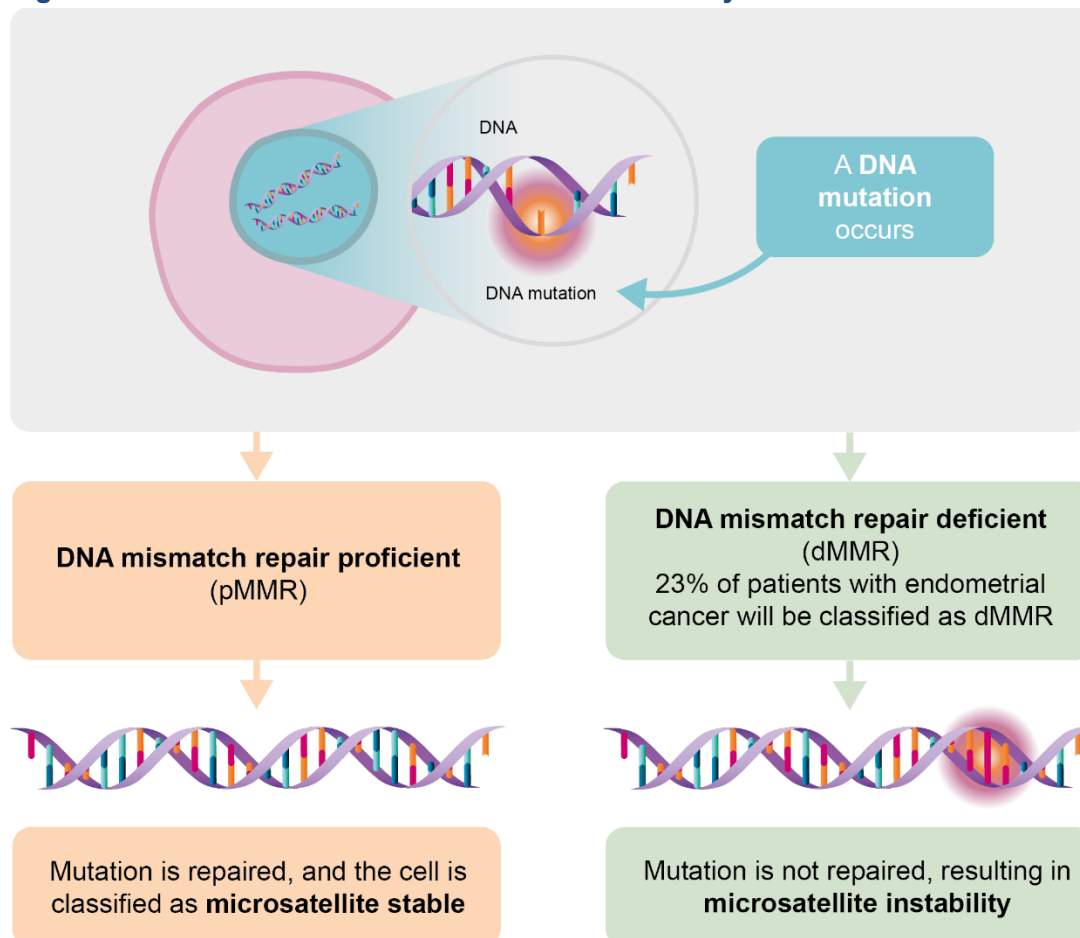 DNA
DNA mutation
A DNA
mutation
occurs
DNA mismatch repair proficient
(pMMR)
DNA mismatch repair deficient
(dMMR)
23% of patients with endometrial
cancer will be classified as dMMR
Mutation is repaired, and the cell is
classified as microsatellite stable
Mutation is not repaired, resulting in
microsatellite instability